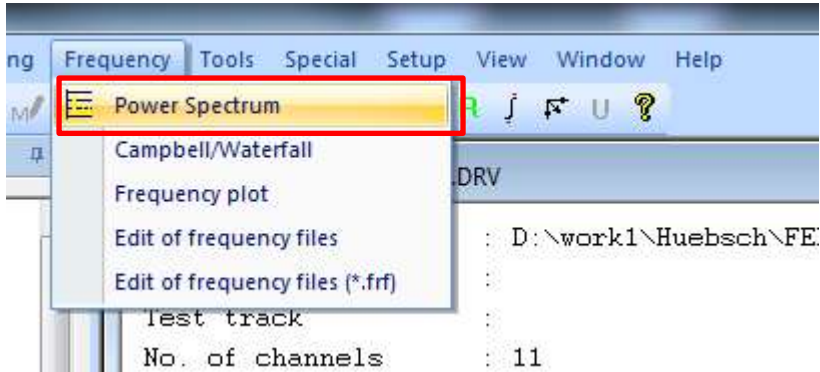 ng Frequency Tools Special Setup View Window Help
Power Spectrum
Campbell/Waterfall
.DRV
Frequency plot
Edit of frequency files : D:\work1\Huebsch\FE
Edit of frequency files (*.frf) :
Test track :
No. of channels : 11